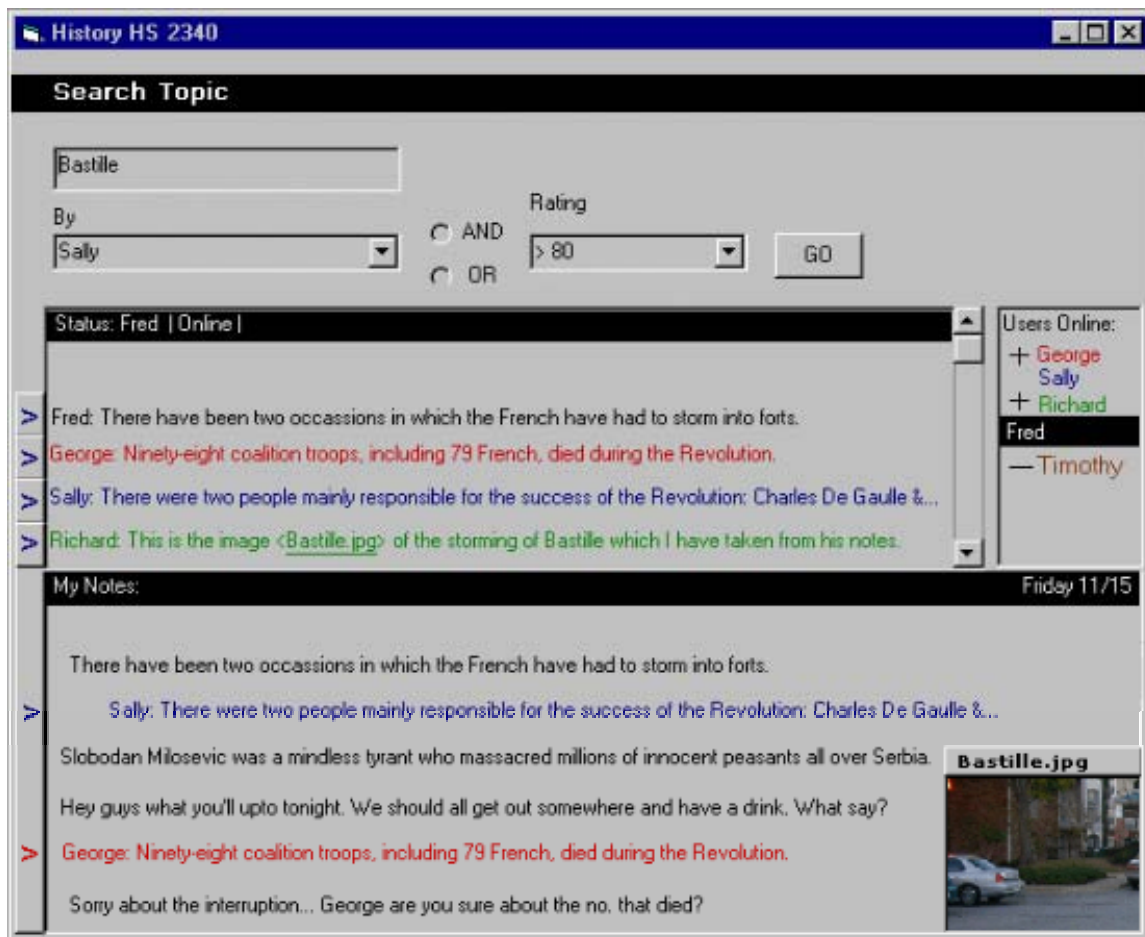 History HS 2340
Search Topic
Bastille
By
Sally
AND
OR
Rating
> 80
GO
Status: Fred | Online |
> Fred: There have been two occassions in which the French have had to storm into forts.
> George: Ninety-eight coalition troops, including 79 French, died during the Revolution.
> Sally: There were two people mainly responsible for the success of the Revolution: Charles De Gaulle &...
> Richard: This is the image <Bastille.jpg> of the storming of Bastille which I have taken from his notes.
Users Online:
+ George
Sally
+ Richard
Fred
— Timothy
My Notes: Friday 11/15
There have been two occassions in which the French have had to storm into forts.
> Sally: There were two people mainly responsible for the success of the Revolution: Charles De Gaulle &...
Slobodan Milosevic was a mindless tyrant who massacred millions of innocent peasants all over Serbia.
Hey guys what you'll upto tonight. We should all get out somewhere and have a drink. What say?
> George: Ninety-eight coalition troops, including 79 French, died during the Revolution.
Sorry about the interruption... George are you sure about the no. that died?
Bastille.jpg